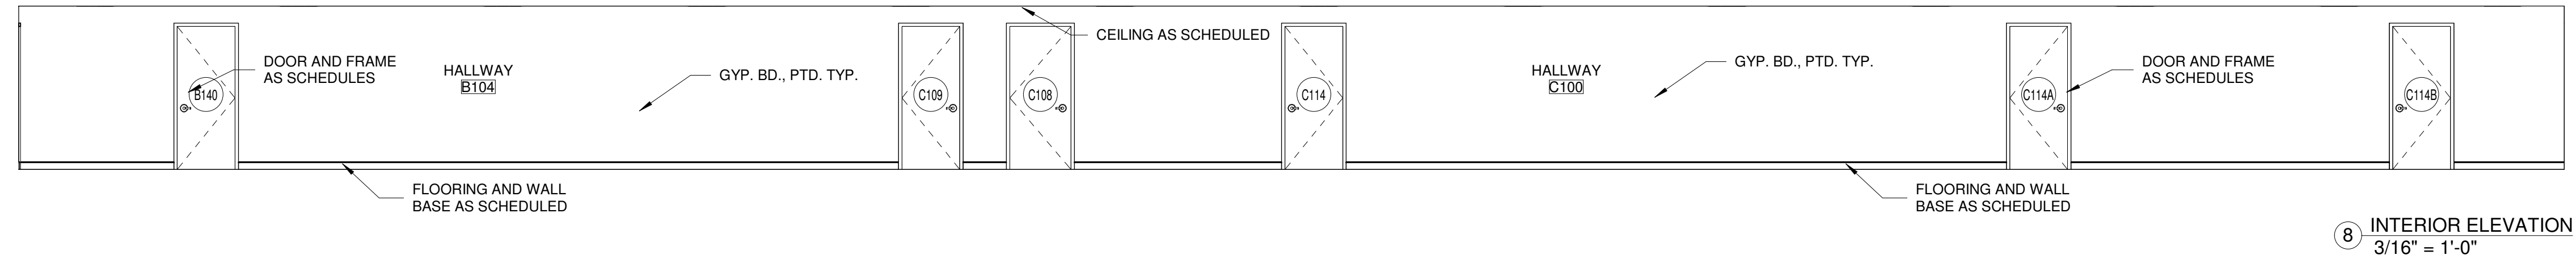 CEILING AS SCHEDULED
DOOR AND FRAME
AS SCHEDULES
HALLWAY
B104
GYP. BD., PTD. TYP.
HALLWAY
C100
GYP. BD., PTD. TYP.
DOOR AND FRAME
AS SCHEDULES
B140
C109
C108
C114
C114A
C114B
FLOORING AND WALL
BASE AS SCHEDULED
FLOORING AND WALL
BASE AS SCHEDULED
8 INTERIOR ELEVATION
3/16" = 1'-0"